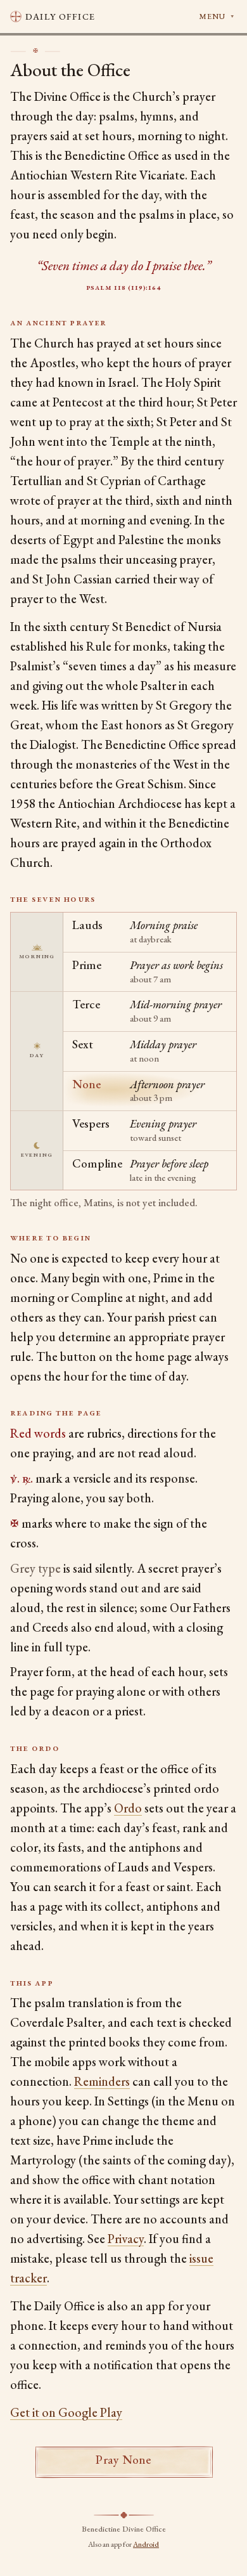 DAILY OFFICE
MENU
About the Office
The Divine Office is the Church’s prayer
through the day: psalms, hymns, and
prayers said at set hours, morning to night.
This is the Benedictine Office as used in the
Antiochian Western Rite Vicariate. Each
hour is assembled for the day, with the
feast, the season and the psalms in place, so
you need only begin.
“Seven times a day do I praise thee.”
PSALM 118 (119):164
AN ANCIENT PRAYER
The Church has prayed at set hours since
the Apostles, who kept the hours of prayer
they had known in Israel. The Holy Spirit
came at Pentecost at the third hour; St Peter
went up to pray at the sixth; St Peter and St
John went into the Temple at the ninth,
“the hour of prayer.” By the third century
Tertullian and St Cyprian of Carthage
wrote of prayer at the third, sixth and ninth
hours, and at morning and evening. In the
deserts of Egypt and Palestine the monks
made the psalms their unceasing prayer,
and St John Cassian carried their way of
prayer to the West.
In the sixth century St Benedict of Nursia
established his Rule for monks, taking the
Psalmist’s “seven times a day” as his measure
and giving out the whole Psalter in each
week. His life was written by St Gregory the
Great, whom the East honors as St Gregory
the Dialogist. The Benedictine Office spread
through the monasteries of the West in the
centuries before the Great Schism. Since
1958 the Antiochian Archdiocese has kept a
Western Rite, and within it the Benedictine
hours are prayed again in the Orthodox
Church.
THE SEVEN HOURS
MORNING
Lauds Morning praise
at daybreak
Prime Prayer as work begins
about 7 am
DAY
Terce Mid-morning prayer
about 9 am
Sext Midday prayer
at noon
None Afternoon prayer
about 3 pm
EVENING
Vespers Evening prayer
toward sunset
Compline Prayer before sleep
late in the evening
The night office, Matins, is not yet included.
WHERE TO BEGIN
No one is expected to keep every hour at
once. Many begin with one, Prime in the
morning or Compline at night, and add
others as they can. Your parish priest can
help you determine an appropriate prayer
rule. The button on the home page always
opens the hour for the time of day.
READING THE PAGE
Red words are rubrics, directions for the
one praying, and are not read aloud.
℣. ℟. mark a versicle and its response.
Praying alone, you say both.
✠ marks where to make the sign of the
cross.
Grey type is said silently. A secret prayer’s
opening words stand out and are said
aloud, the rest in silence; some Our Fathers
and Creeds also end aloud, with a closing
line in full type.
Prayer form, at the head of each hour, sets
the page for praying alone or with others
led by a deacon or a priest.
THE ORDO
Each day keeps a feast or the office of its
season, as the archdiocese’s printed ordo
appoints. The app’s Ordo sets out the year a
month at a time: each day’s feast, rank and
color, its fasts, and the antiphons and
commemorations of Lauds and Vespers.
You can search it for a feast or saint. Each
has a page with its collect, antiphons and
versicles, and when it is kept in the years
ahead.
THIS APP
The psalm translation is from the
Coverdale Psalter, and each text is checked
against the printed books they come from.
The mobile apps work without a
connection. Reminders can call you to the
hours you keep. In Settings (in the Menu on
a phone) you can change the theme and
text size, have Prime include the
Martyrology (the saints of the coming day),
and show the office with chant notation
where it is available. Your settings are kept
on your device. There are no accounts and
no advertising. See Privacy. If you find a
mistake, please tell us through the issue
tracker.
The Daily Office is also an app for your
phone. It keeps every hour to hand without
a connection, and reminds you of the hours
you keep with a notification that opens the
office.
Get it on Google Play
Pray None
Benedictine Divine Office
Also an app for Android